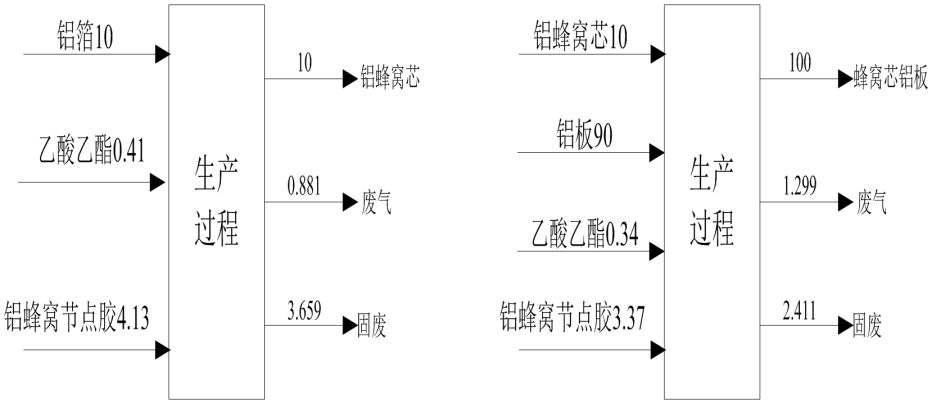 铝箔10
乙酸乙酯0.41
铝蜂窝节点胶4.13
生产
过程
10
铝蜂窝芯
0.881
废气
3.659
固废
铝蜂窝芯10
铝板90
乙酸乙酯0.34
铝蜂窝节点胶3.37
生产
过程
100
蜂窝芯铝板
1.299
废气
2.411
固废